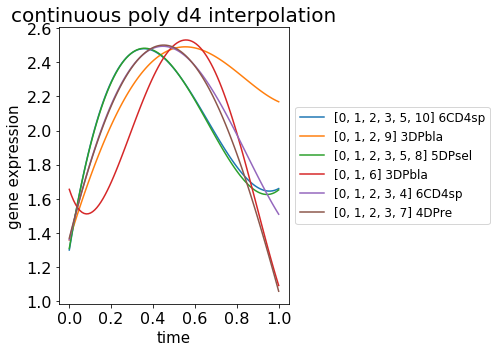 continuous poly d4 interpolation
gene expression
2.6
2.4
2.2
2.0
1.8
1.6
1.4
1.2
1.0
0.0 0.2 0.4 0.6 0.8 1.0
time
[0, 1, 2, 3, 5, 10] 6CD4sp
[0, 1, 2, 9] 3DPbla
[0, 1, 2, 3, 5, 8] 5DPsel
[0, 1, 6] 3DPbla
[0, 1, 2, 3, 4] 6CD4sp
[0, 1, 2, 3, 7] 4DPre